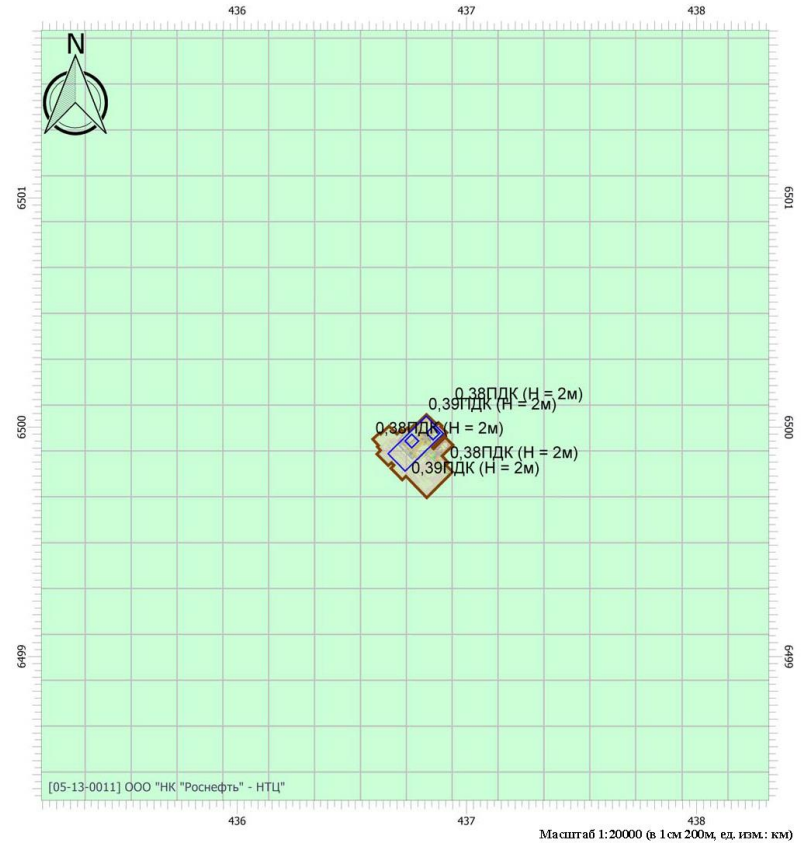 436 437 438
N
6501 6501
0,38ПДК (Н = 2м)
0,39ПДК (Н = 2м)
6500 0,38ПДК (Н = 2м) 6500
0,38ПДК (Н = 2м)
0,39ПДК (Н = 2м)
6499 6499
[05-13-0011] ООО "НК "Роснефть" - НТЦ"
436 437 438
Масштаб 1:20000 (в 1см 200м, ед. изм.: км)